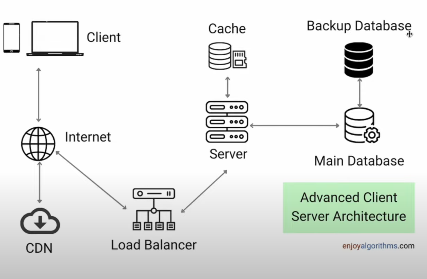 Client
Cache
Backup Database
Internet
Server
Main Database
CDN
Load Balancer
Advanced Client
Server Architecture
enjoyalgorithms.com